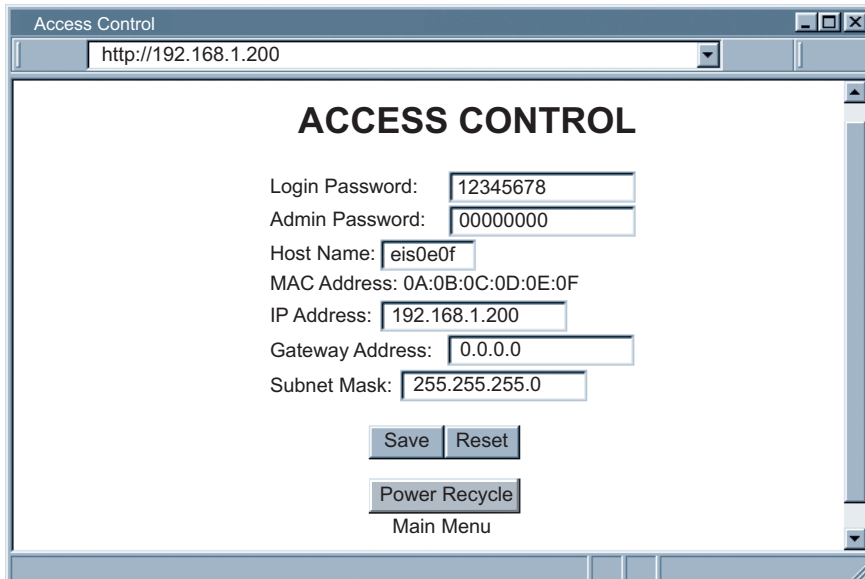 Access Control
http://192.168.1.200
ACCESS CONTROL
Login Password: 12345678
Admin Password: 00000000
Host Name: eis0e0f
MAC Address: 0A:0B:0C:0D:0E:0F
IP Address: 192.168.1.200
Gateway Address: 0.0.0.0
Subnet Mask: 255.255.255.0
Save Reset
Power Recycle
Main Menu